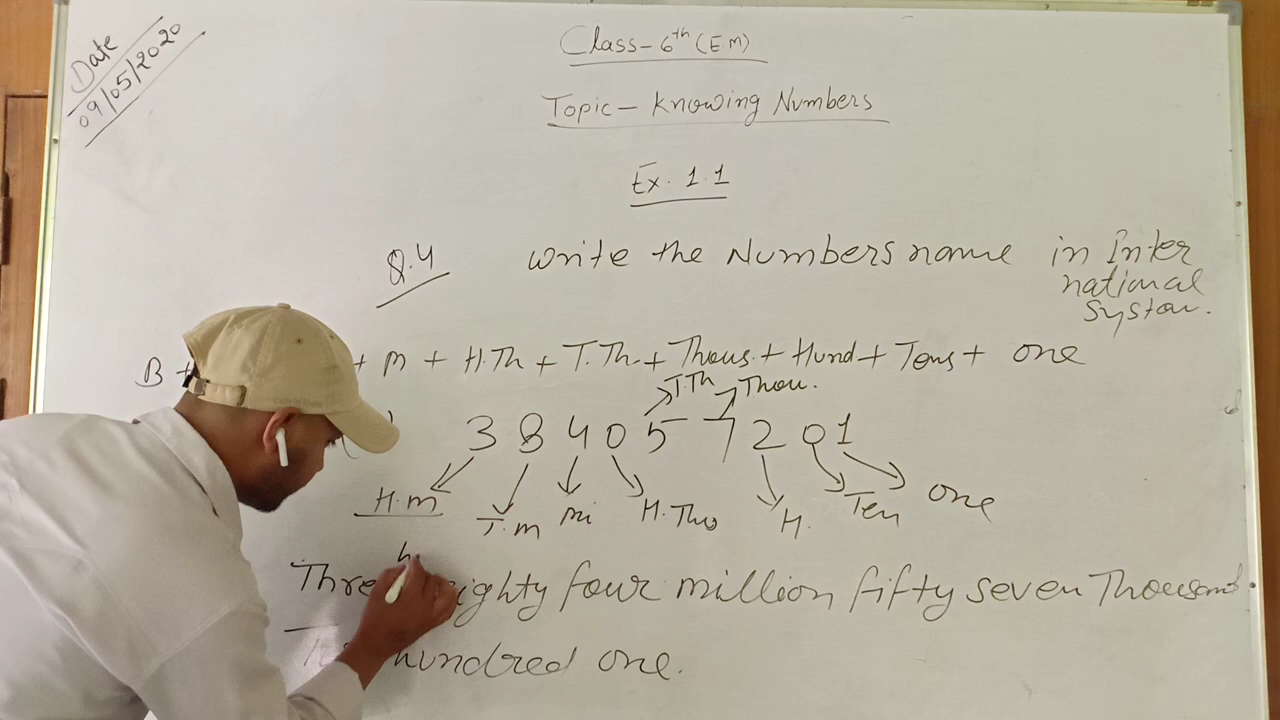 Date
09/05/2020
Class-6th (E.M)
Topic - Knowing Numbers
Ex. 1.1
Q.4 Write the Numbers name in Inter
national
System.
B + + m + H.Th + T.Th. + Thous. + Hund + Tens + one
T.Th Thou.
3 8 4 0 5 7 2 0 1
H.m T.m mi H.Tho H. Ten one
Three h eighty four million fifty seven Thousand
hundred one.